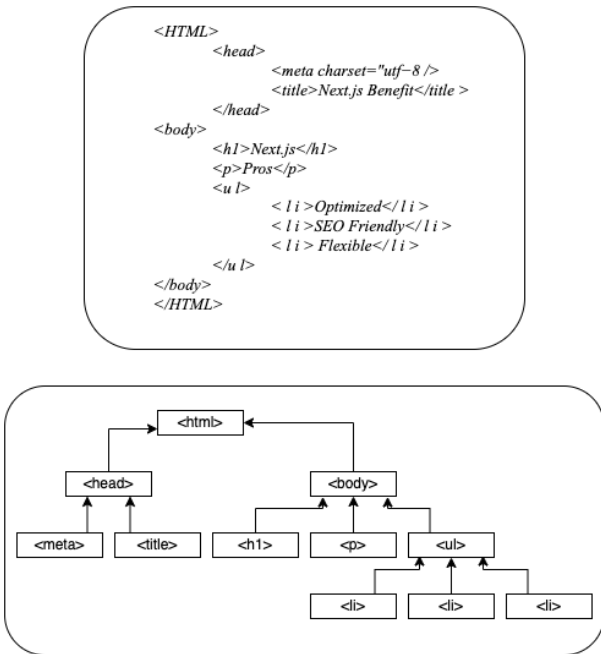 <HTML>
<head>
<meta charset="utf−8 />
<title>Next.js Benefit</title >
</head>
<body>
<h1>Next.js</h1>
<p>Pros</p>
<u l>
< l i >Optimized</ l i >
< l i >SEO Friendly</ l i >
< l i > Flexible</ l i >
</u l>
</body>
</HTML>
<html>
<head> <body>
<meta> <title> <h1> <p> <ul>
<li> <li> <li>